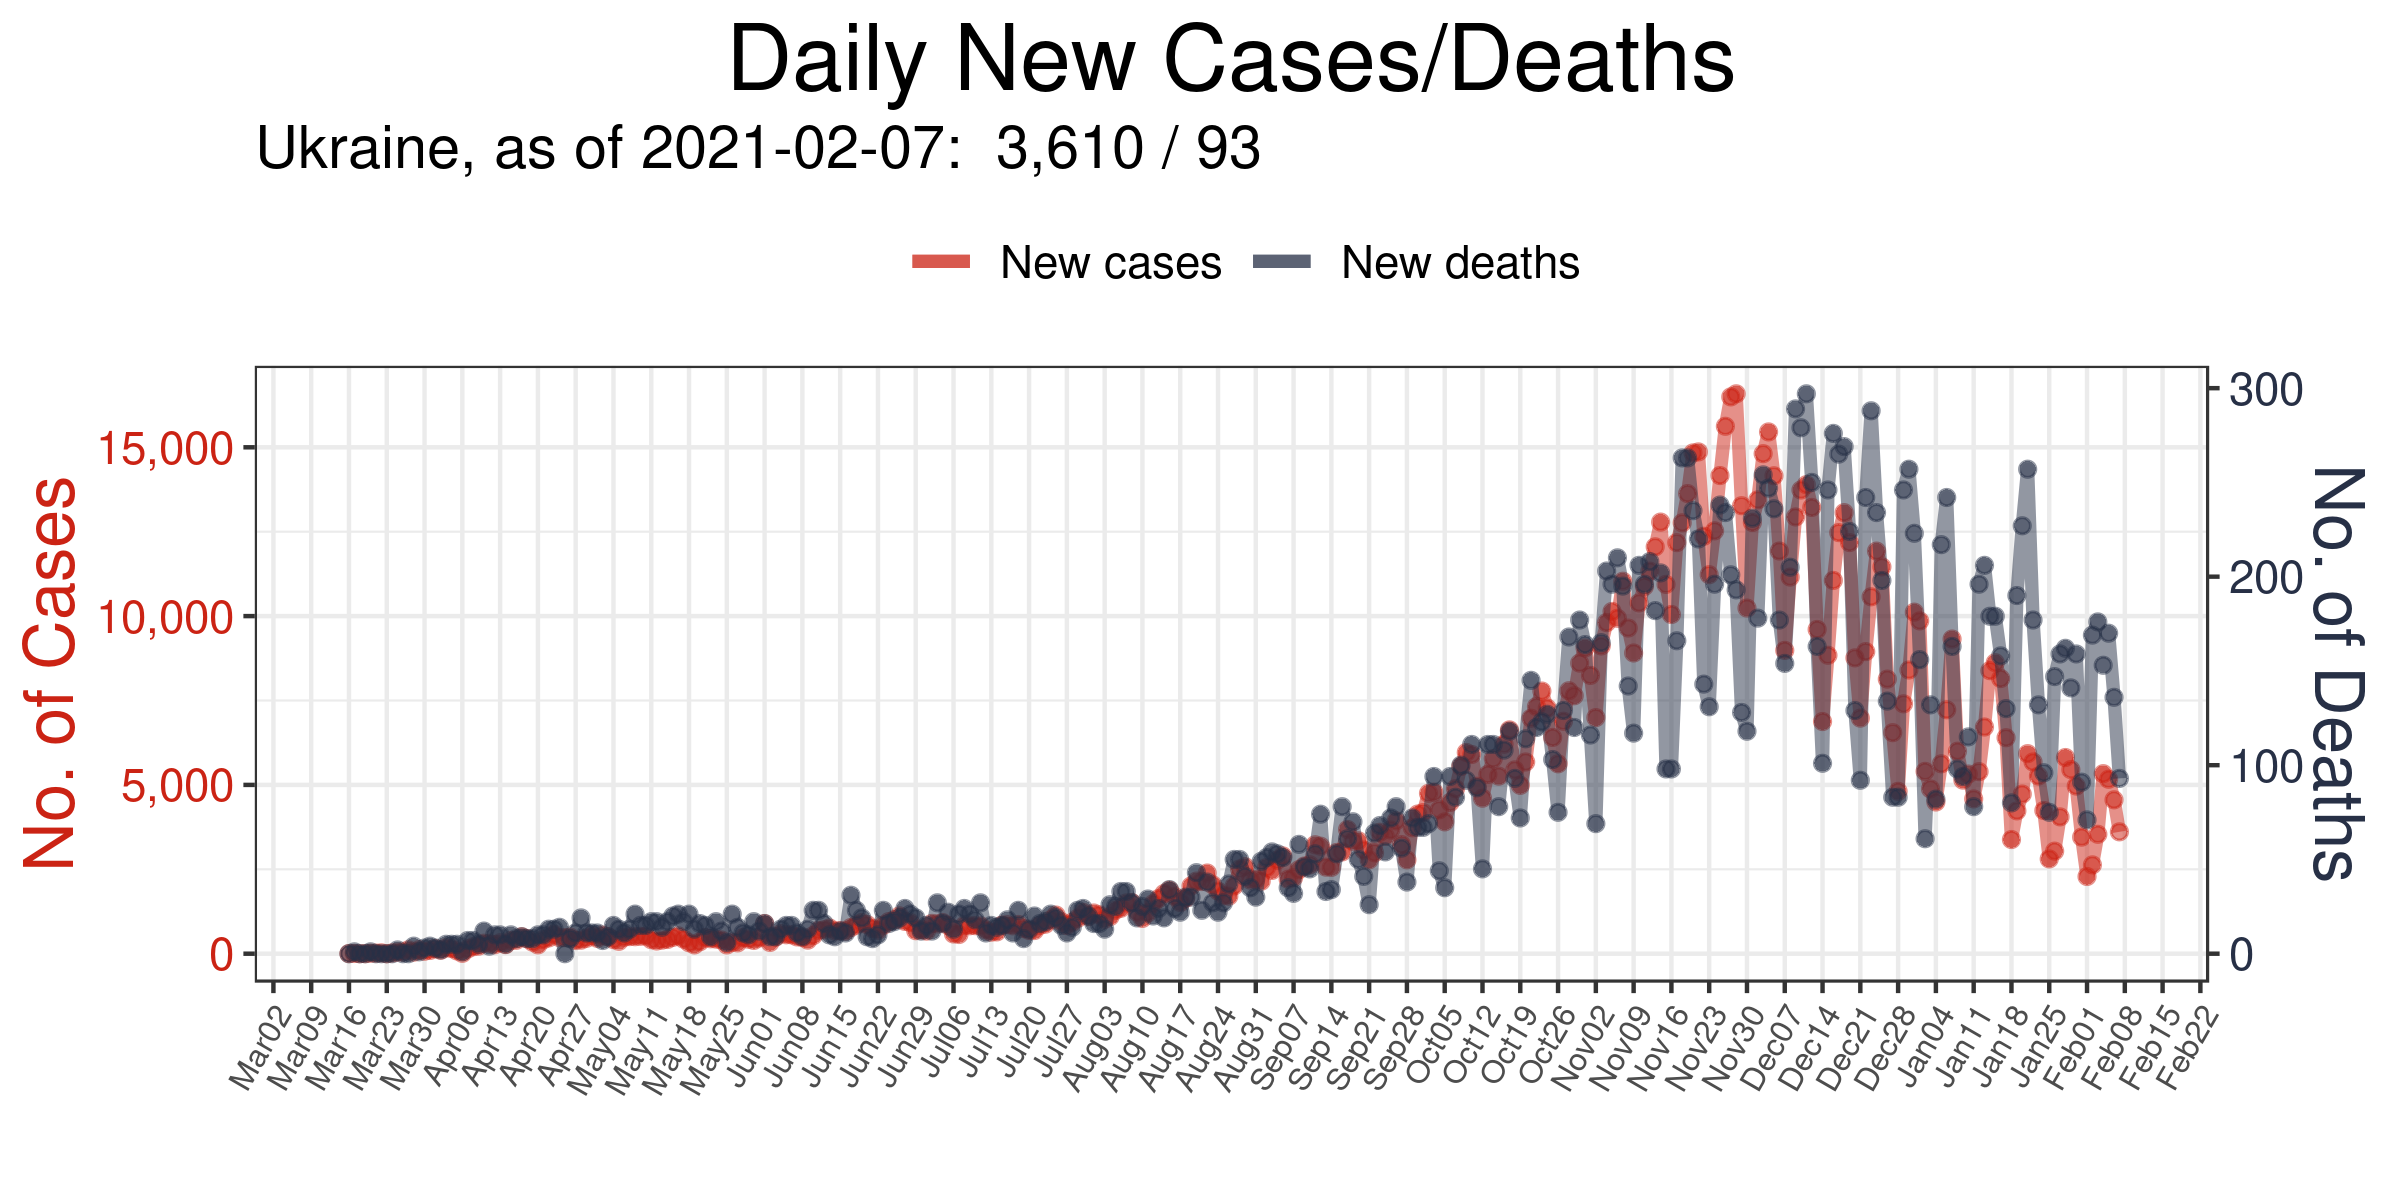 Daily New Cases/Deaths
Ukraine, as of 2021-02-07:  3,610 / 93
New cases
New deaths
No. of Cases
15,000
10,000
5,000
0
300
200
100
0
No. of Deaths
Mar02
Mar09
Mar16
Mar23
Mar30
Apr06
Apr13
Apr20
Apr27
May04
May11
May18
May25
Jun01
Jun08
Jun15
Jun22
Jun29
Jul06
Jul13
Jul20
Jul27
Aug03
Aug10
Aug17
Aug24
Aug31
Sep07
Sep14
Sep21
Sep28
Oct05
Oct12
Oct19
Oct26
Nov02
Nov09
Nov16
Nov23
Nov30
Dec07
Dec14
Dec21
Dec28
Jan04
Jan11
Jan18
Jan25
Feb01
Feb08
Feb15
Feb22